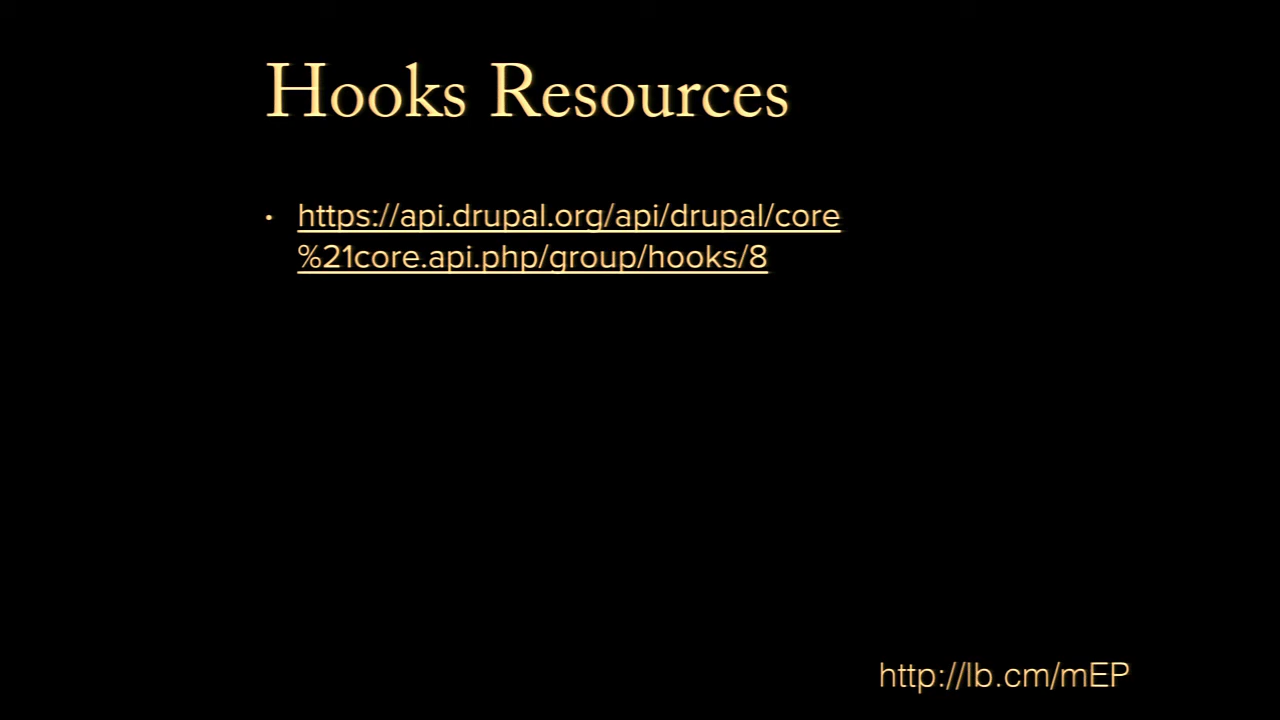 Hooks Resources
• https://api.drupal.org/api/drupal/core
%21core.api.php/group/hooks/8
http://lb.cm/mEP